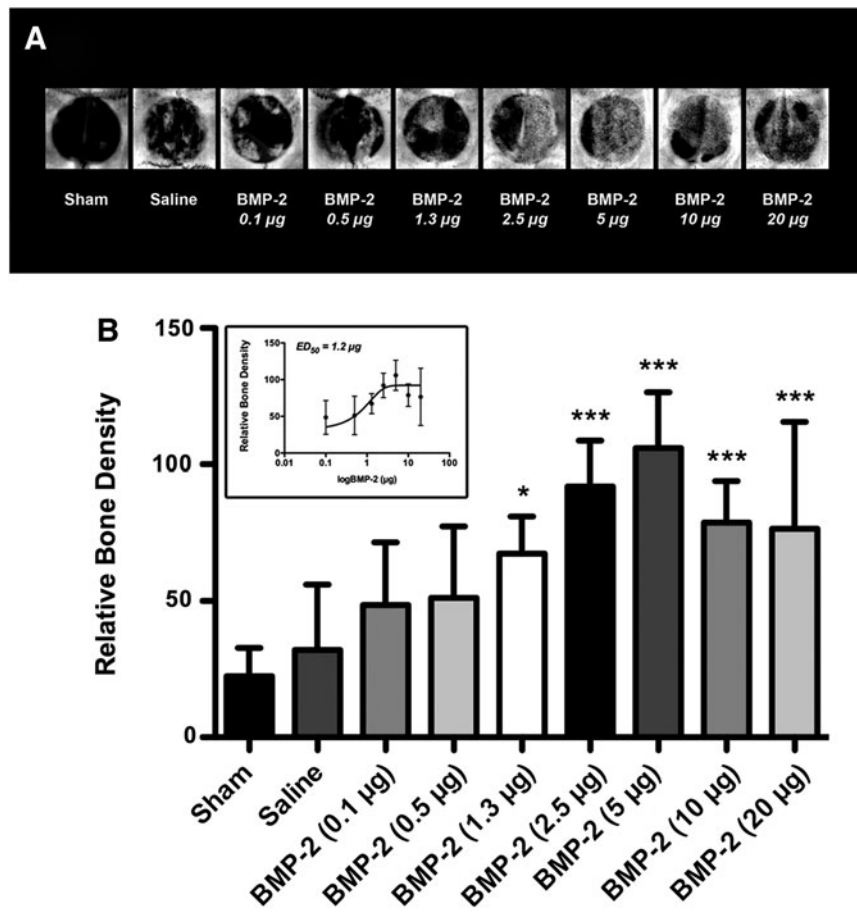 A
Sham Saline BMP-2 BMP-2 BMP-2 BMP-2 BMP-2 BMP-2 BMP-2
0.1 µg 0.5 µg 1.3 µg 2.5 µg 5 µg 10 µg 20 µg
B
Relative Bone Density
150
100
50
0
ED50 = 1.2 µg
Relative Bone Density
150
100
50
0
0.01 0.1 1 10 100
logBMP-2 (µg)
* *** *** *** ***
Sham
Saline
BMP-2 (0.1 µg)
BMP-2 (0.5 µg)
BMP-2 (1.3 µg)
BMP-2 (2.5 µg)
BMP-2 (5 µg)
BMP-2 (10 µg)
BMP-2 (20 µg)